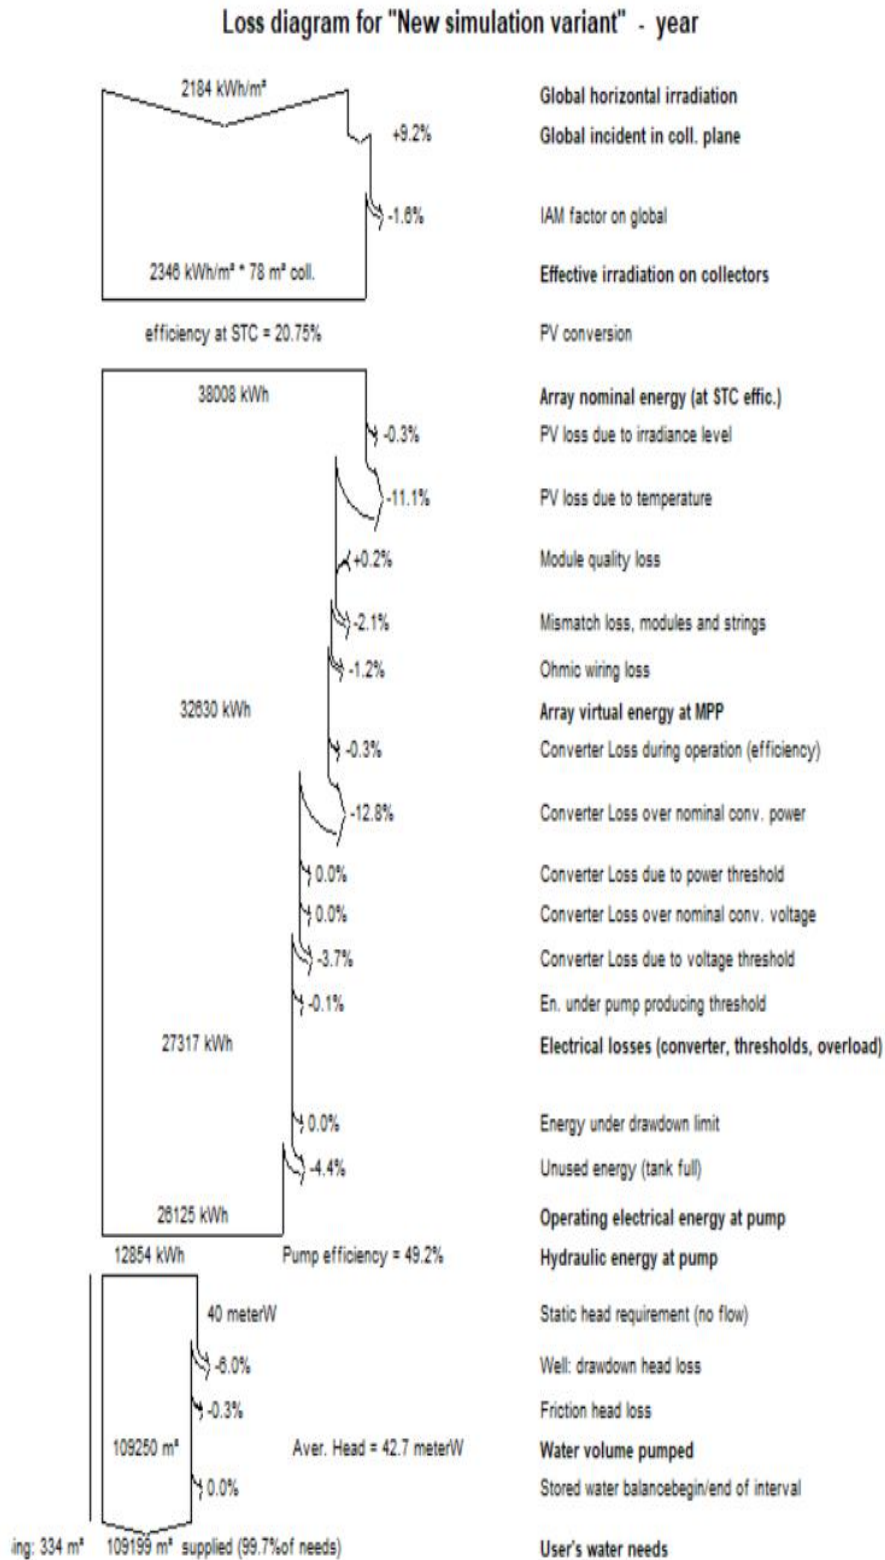 Loss diagram for "New simulation variant" - year
2184 kWh/m² Global horizontal irradiation
+9.2% Global incident in coll. plane
-1.6% IAM factor on global
2346 kWh/m² * 78 m² coll. Effective irradiation on collectors
efficiency at STC = 20.75% PV conversion
38008 kWh Array nominal energy (at STC effic.)
-0.3% PV loss due to irradiance level
-11.1% PV loss due to temperature
+0.2% Module quality loss
-2.1% Mismatch loss, modules and strings
-1.2% Ohmic wiring loss
32630 kWh Array virtual energy at MPP
-0.3% Converter Loss during operation (efficiency)
-12.8% Converter Loss over nominal conv. power
0.0% Converter Loss due to power threshold
0.0% Converter Loss over nominal conv. voltage
-3.7% Converter Loss due to voltage threshold
-0.1% En. under pump producing threshold
27317 kWh Electrical losses (converter, thresholds, overload)
0.0% Energy under drawdown limit
-4.4% Unused energy (tank full)
26125 kWh Operating electrical energy at pump
12854 kWh Pump efficiency = 49.2% Hydraulic energy at pump
40 meterW Static head requirement (no flow)
-6.0% Well: drawdown head loss
-0.3% Friction head loss
109250 m³ Aver. Head = 42.7 meterW Water volume pumped
0.0% Stored water balancebegin/end of interval
ing: 334 m³ 109199 m³ supplied (99.7%of needs) User's water needs